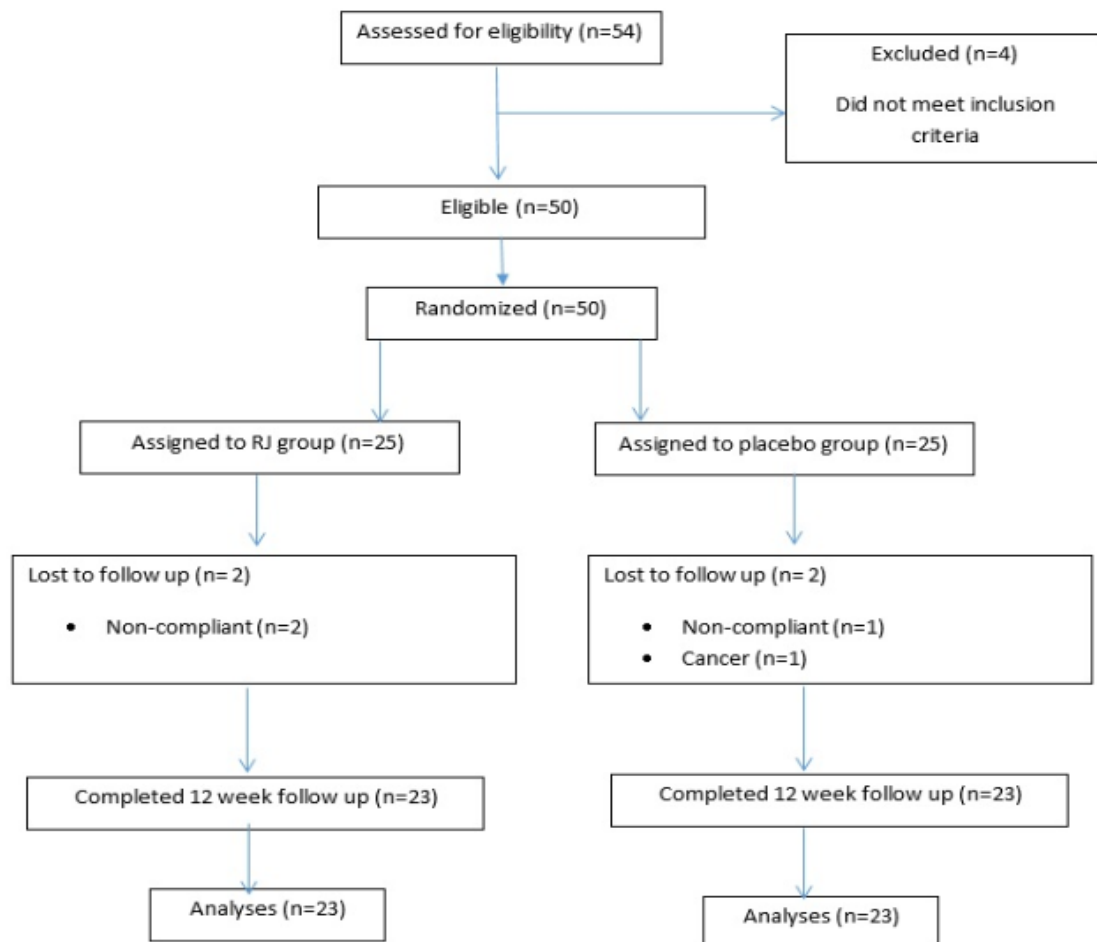 Assessed for eligibility (n=54)
Excluded (n=4)
Did not meet inclusion
criteria
Eligible (n=50)
Randomized (n=50)
Assigned to RJ group (n=25)
Assigned to placebo group (n=25)
Lost to follow up (n= 2)
• Non-compliant (n=2)
Lost to follow up (n= 2)
• Non-compliant (n=1)
• Cancer (n=1)
Completed 12 week follow up (n=23)
Completed 12 week follow up (n=23)
Analyses (n=23)
Analyses (n=23)